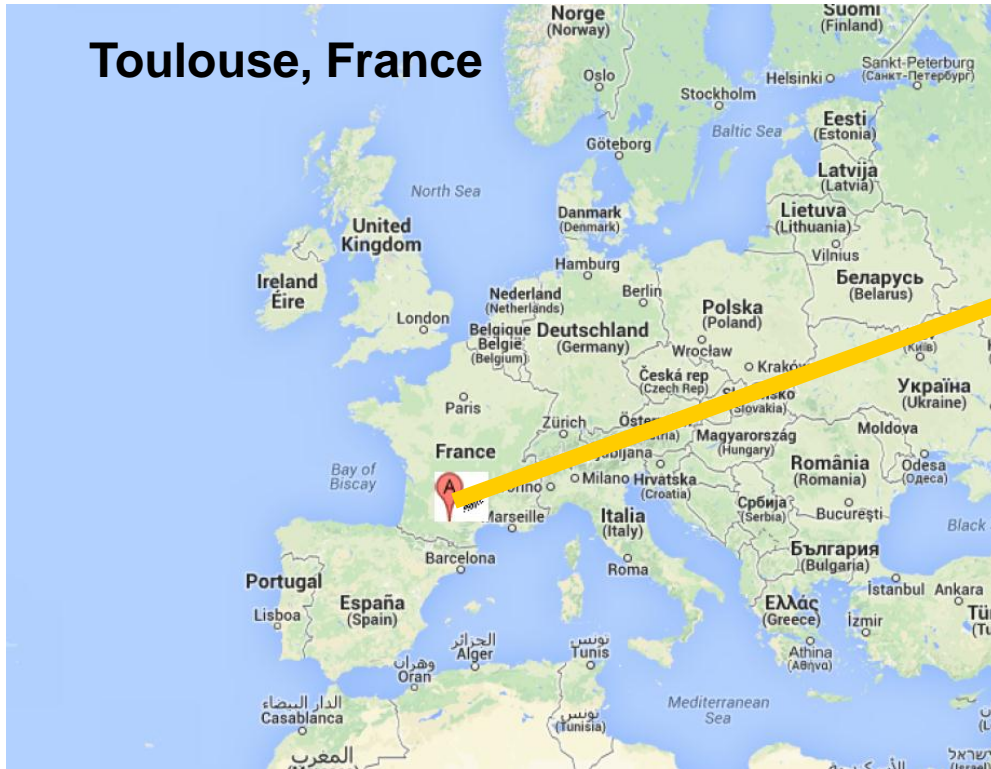 Toulouse, France
Norge
(Norway)
Suomi
(Finland)
Oslo
Helsinki
Sankt-Peterburg
(Санкт-Петербург)
Stockholm
Göteborg
Baltic Sea
Eesti
(Estonia)
North Sea
Latvija
(Latvia)
Danmark
(Denmark)
Lietuva
(Lithuania)
United
Kingdom
Vilnius
Hamburg
Беларусь
(Belarus)
Ireland
Éire
Nederland
(Netherlands)
Berlin
Polska
(Poland)
London
Belgique
België
(Belgium)
Deutschland
(Germany)
Wrocław
(Київ)
Kraków
Česká rep
(Czech Rep)
(Slovakia)
Україна
(Ukraine)
Paris
Zürich
Magyarország
(Hungary)
Moldova
France
Milano
Hrvatska
(Croatia)
România
(Romania)
Odesa
(Одеса)
Bay of
Biscay
A
Marseille
Italia
(Italy)
Србија
(Serbia)
București
Black
Barcelona
Roma
България
(Bulgaria)
Portugal
İstanbul
Ankara
Lisboa
España
(Spain)
Ελλάς
(Greece)
İzmir
الجزائر
Alger
تونس
Tunis
Athina
(Αθήνα)
وهران
Oran
الدار البيضاء
Casablanca
Mediterranean
Sea
تونس
(Tunisia)
المغرب